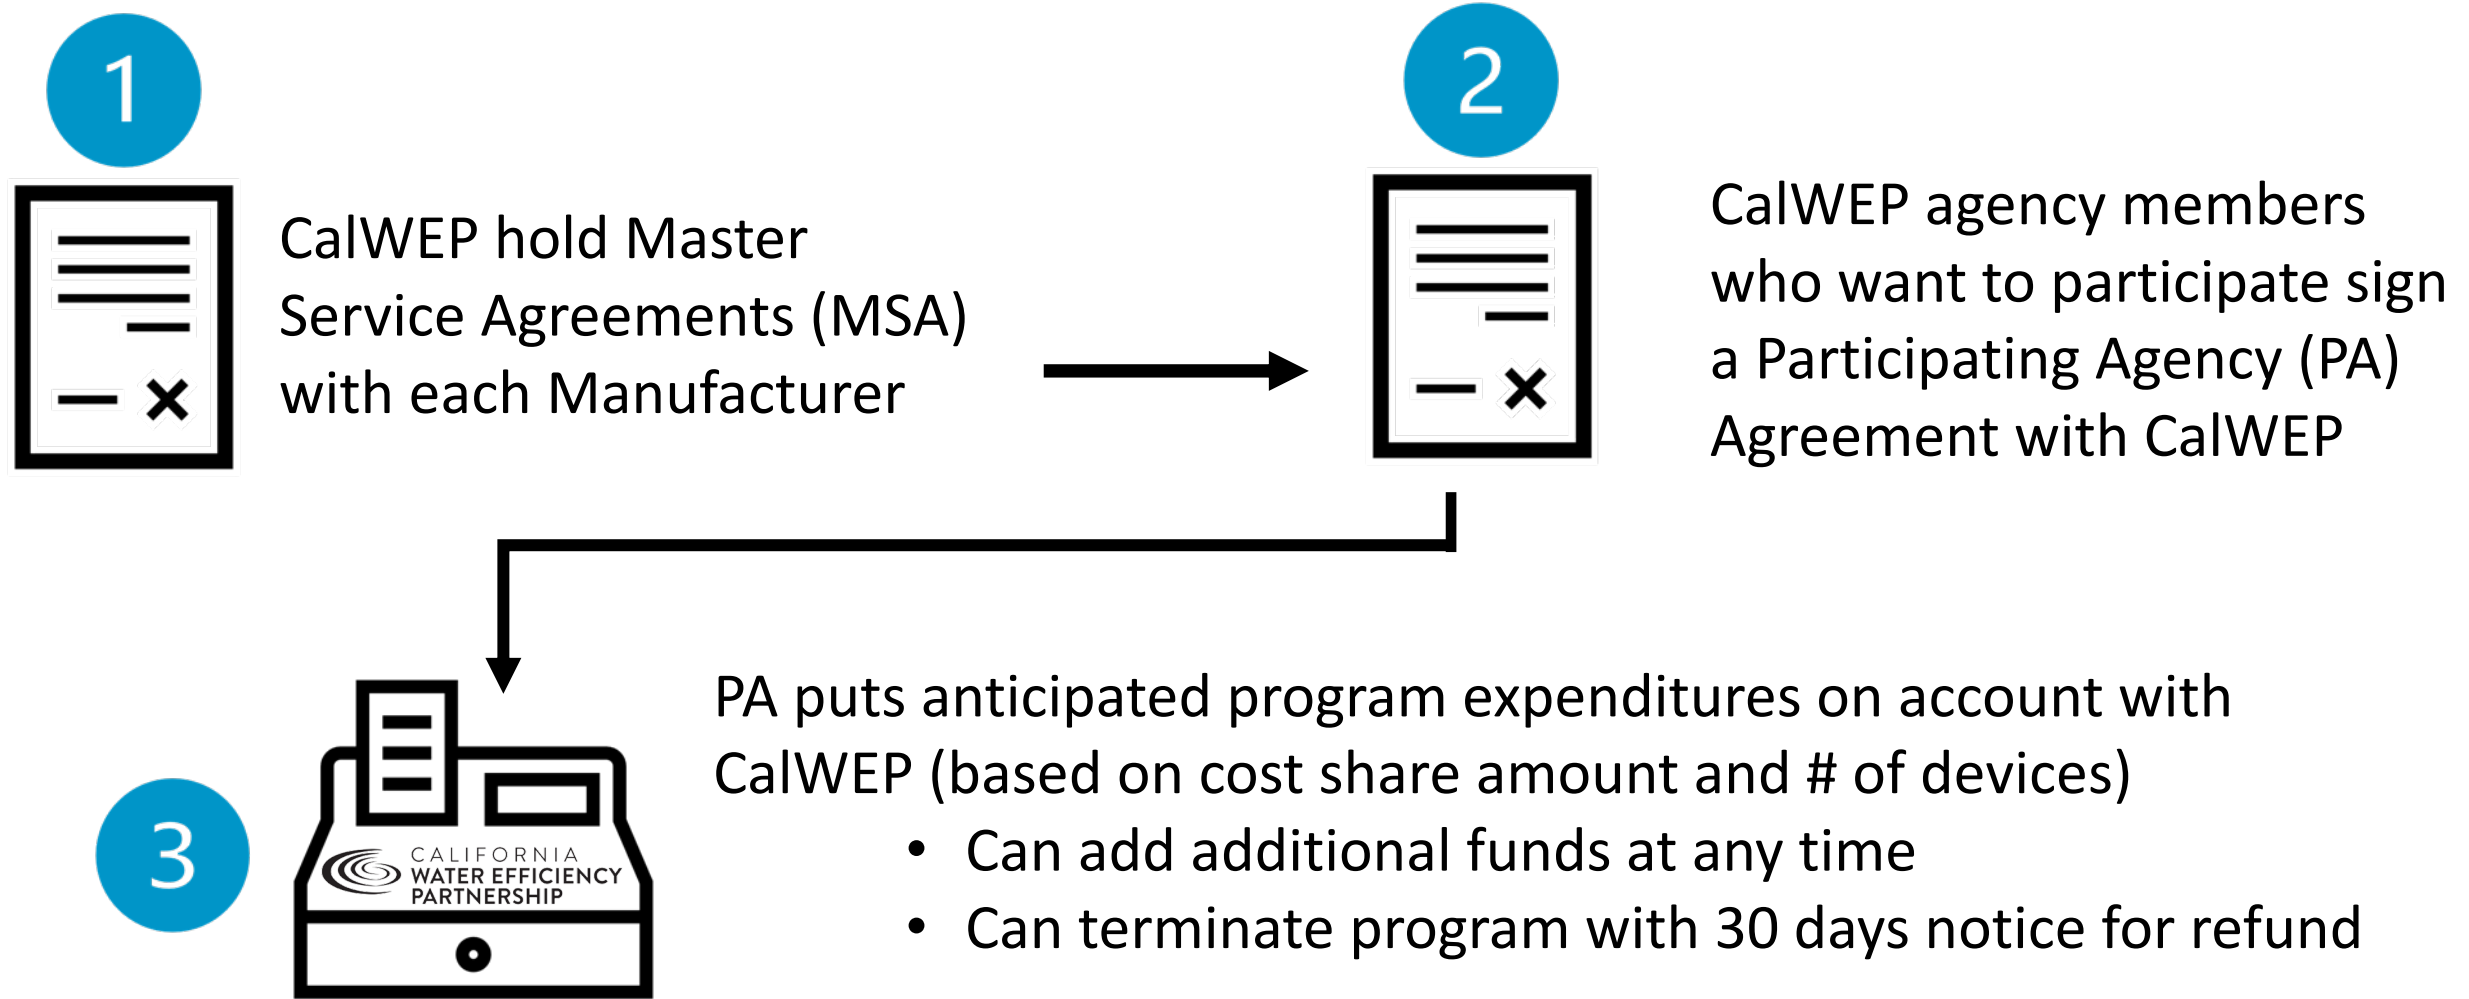 1
CalWEP hold Master
Service Agreements (MSA)
with each Manufacturer
2
CalWEP agency members
who want to participate sign
a Participating Agency (PA)
Agreement with CalWEP
3
CALIFORNIA
WATER EFFICIENCY
PARTNERSHIP
PA puts anticipated program expenditures on account with
CalWEP (based on cost share amount and # of devices)
• Can add additional funds at any time
• Can terminate program with 30 days notice for refund